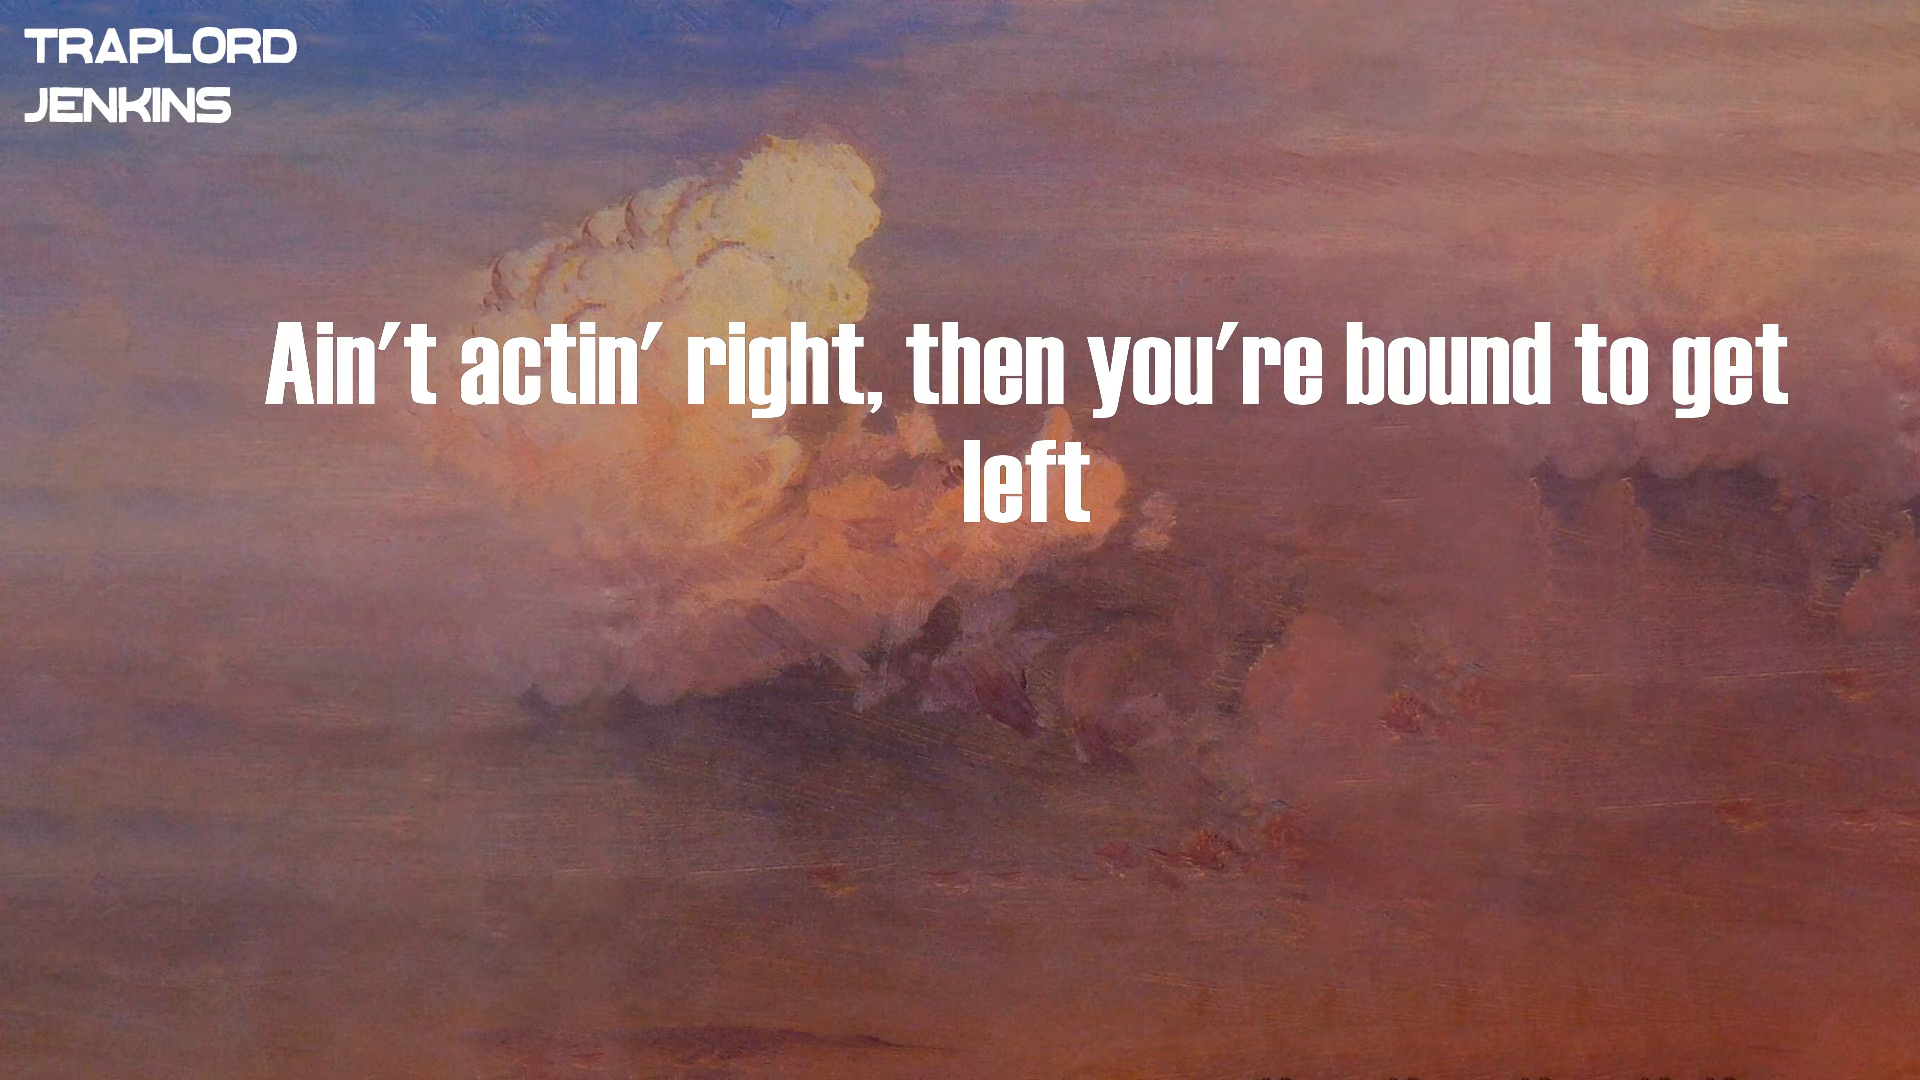 TRAPLORD
JENKINS
Ain't actin' right, then you're bound to get
left